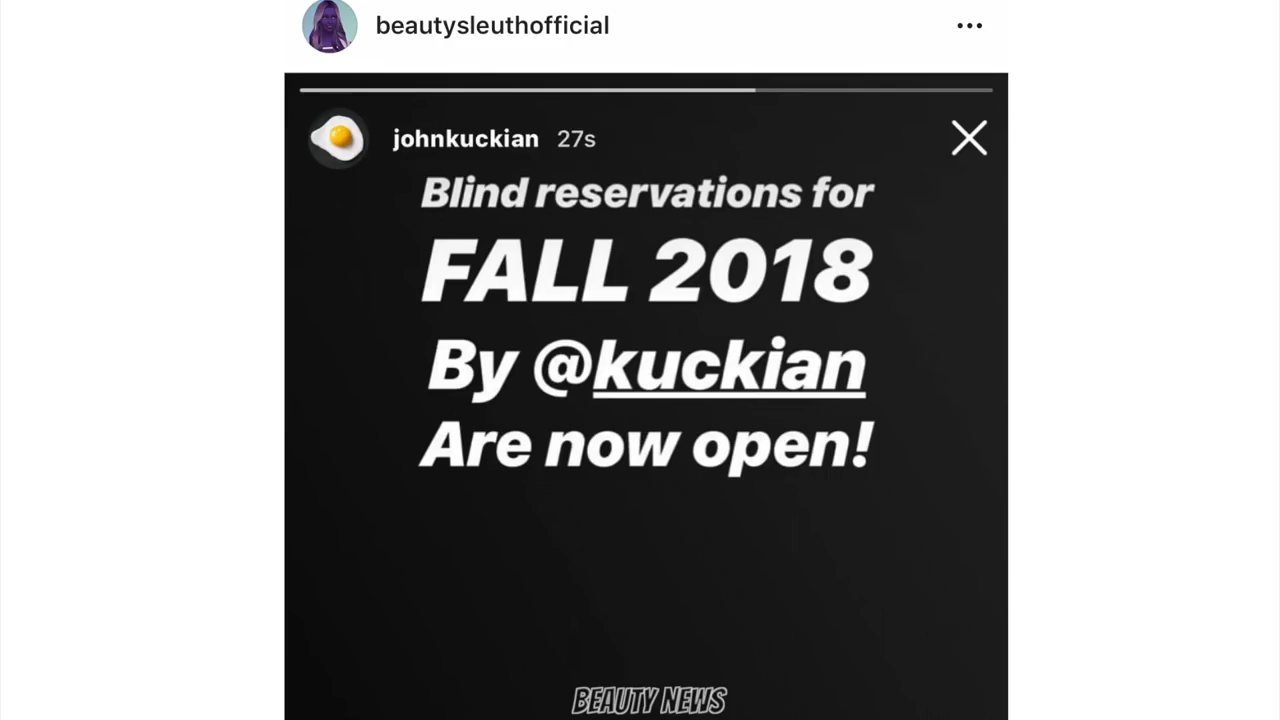 beautysleuthofficial
johnkuckian 27s
Blind reservations for
FALL 2018
By @kuckian
Are now open!
BEAUTY NEWS